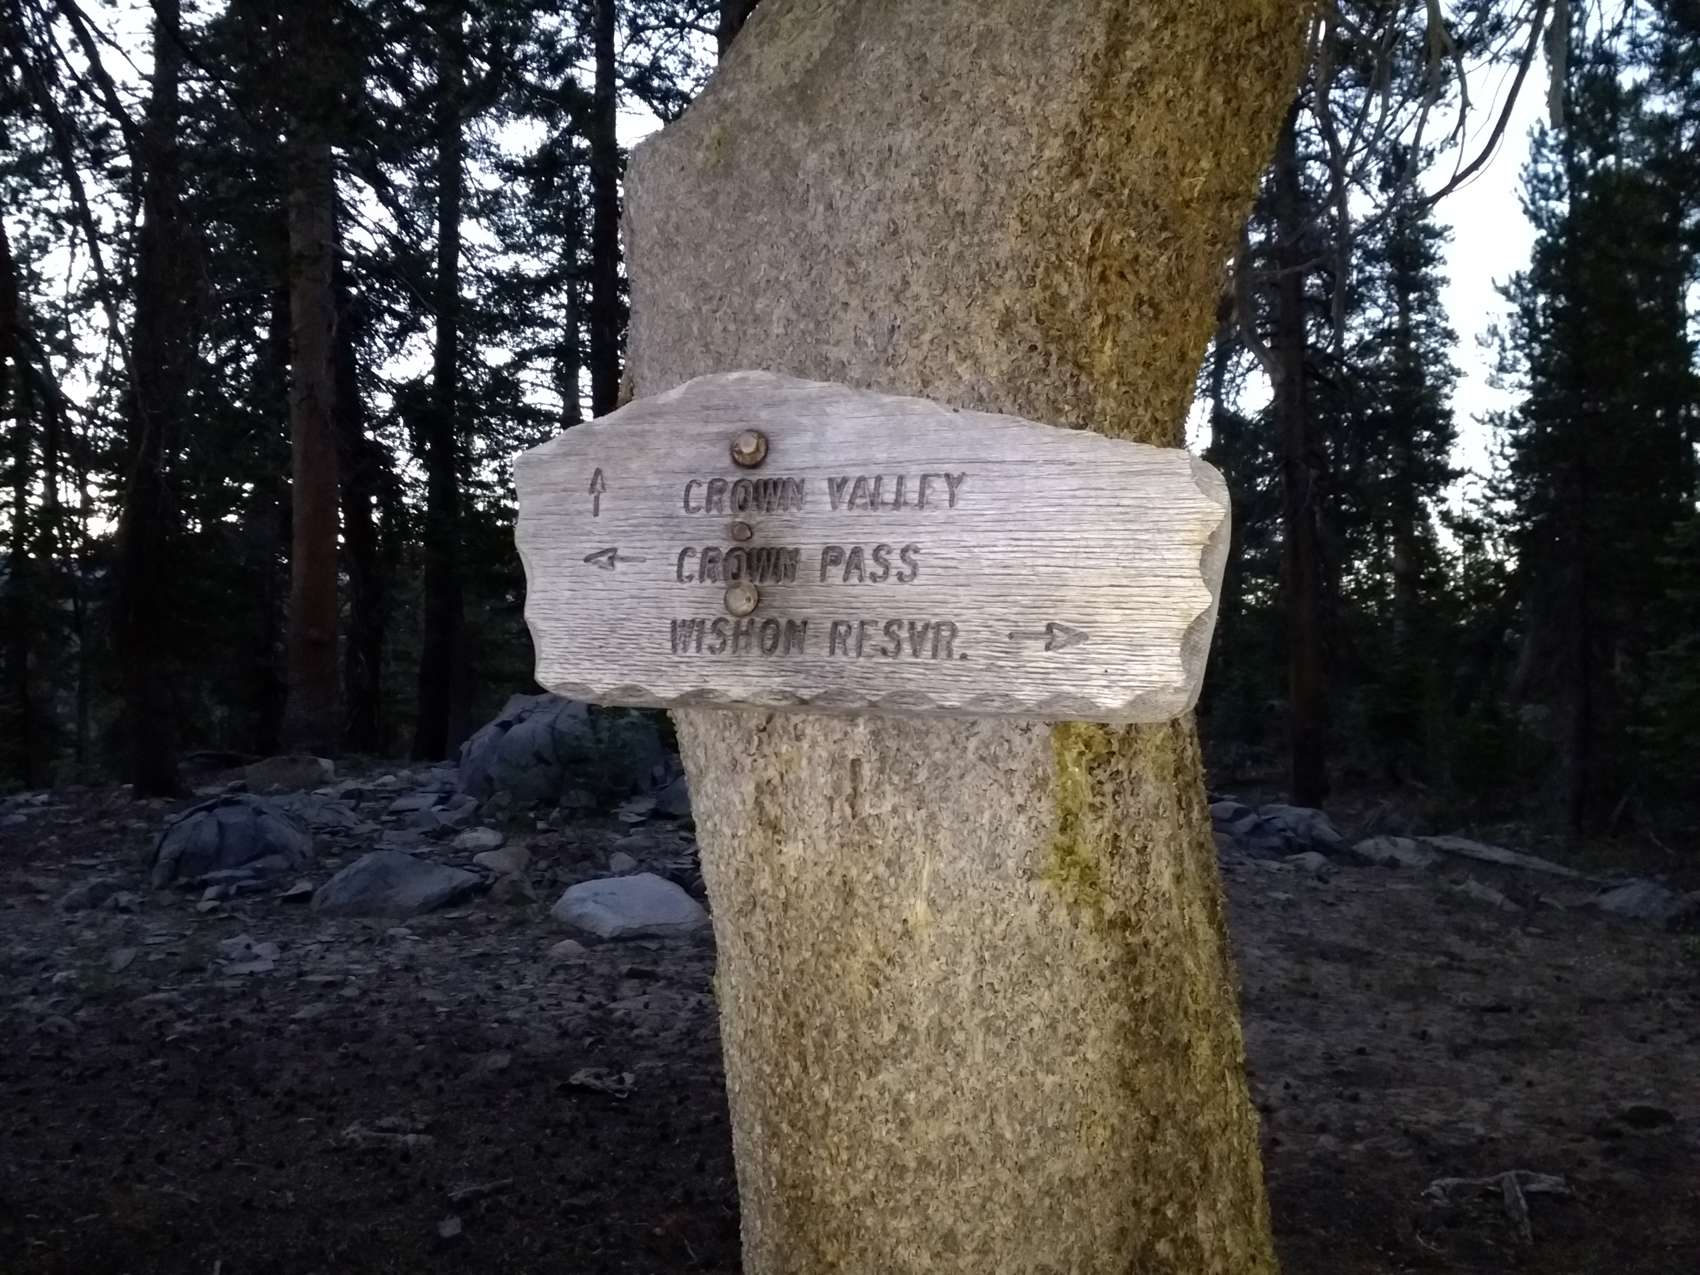 ↑ CROWN VALLEY
← CROWN PASS
WISHON RESVR. →